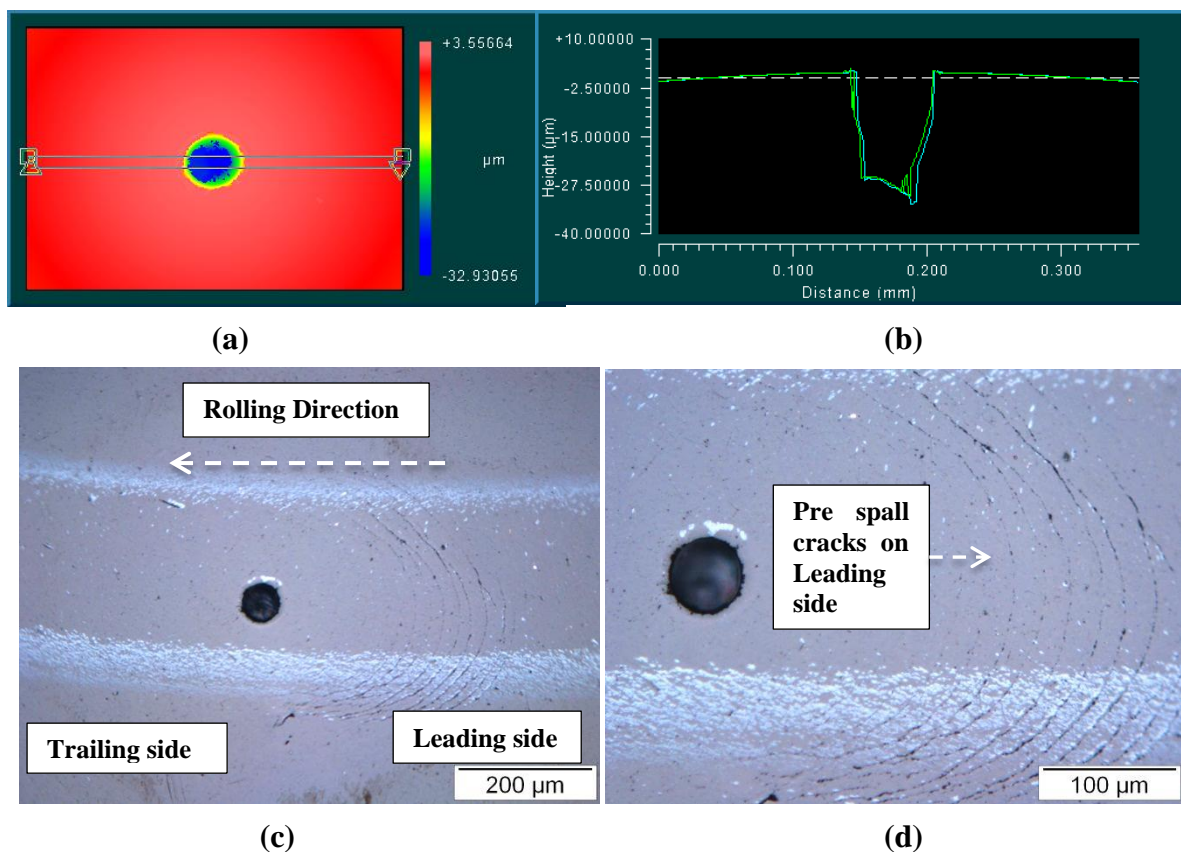 +3.55664
µm
-32.93055
(a)
+10.00000
-2.50000
-15.00000
-27.50000
-40.00000
Height (µm)
0.000
0.100
0.200
0.300
Distance (mm)
(b)
Rolling Direction
Trailing side
Leading side
200 µm
(c)
Pre spall
cracks on
Leading
side
100 µm
(d)